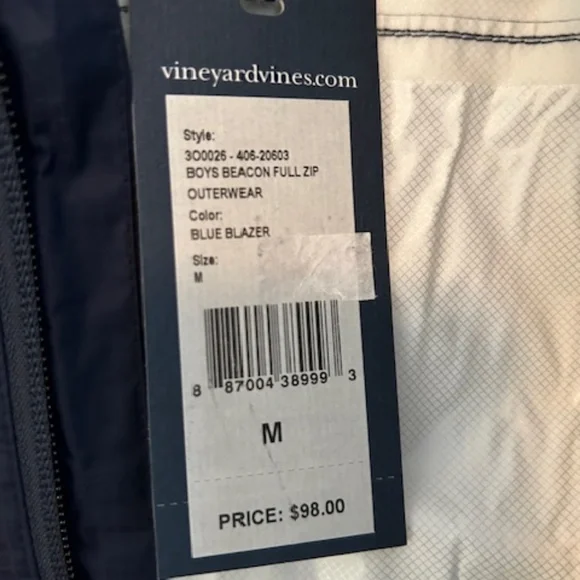 vineyardvines.com
Style:
3O0026 - 406-20603
BOYS BEACON FULL ZIP
OUTERWEAR
Color:
BLUE BLAZER
Size:
M
8 87004 38999 3
M
PRICE: $98.00